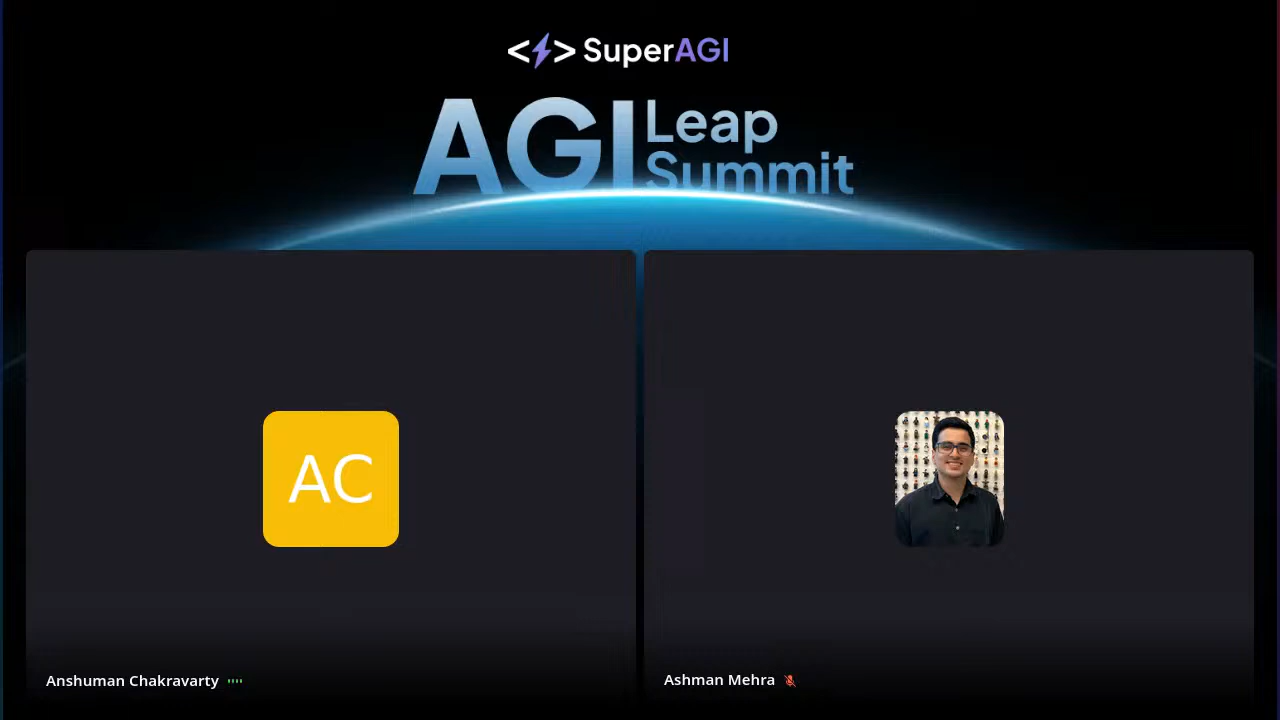 <⚡> SuperAGI
AGI Leap Summit
AC
Anshuman Chakravarty
Ashman Mehra